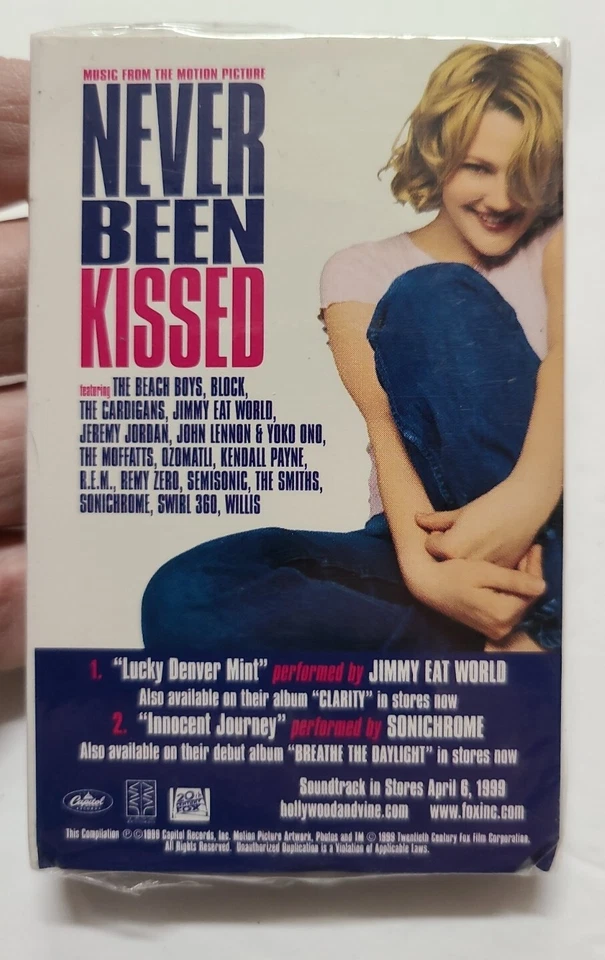 MUSIC FROM THE MOTION PICTURE
NEVER
BEEN
KISSED
featuring THE BEACH BOYS, BLOCK,
THE CARDIGANS, JIMMY EAT WORLD,
JEREMY JORDAN, JOHN LENNON & YOKO ONO,
THE MOFFATTS, OZOMATLI, KENDALL PAYNE,
R.E.M., REMY ZERO, SEMISONIC, THE SMITHS,
SONICHROME, SWIRL 360, WILLIS
1. "Lucky Denver Mint" performed by JIMMY EAT WORLD
Also available on their album "CLARITY" in stores now
2. "Innocent Journey" performed by SONICHROME
Also available on their debut album "BREATHE THE DAYLIGHT" in stores now
Soundtrack in Stores April 6, 1999
hollywoodandvine.com www.foxinc.com
Capitol
20th CENTURY FOX
This Compilation ℗ © 1999 Capitol Records, Inc. Motion Picture Artwork, Photos and TM © 1999 Twentieth Century Fox Film Corporation.
All Rights Reserved. Unauthorized Duplication is a Violation of Applicable Laws.